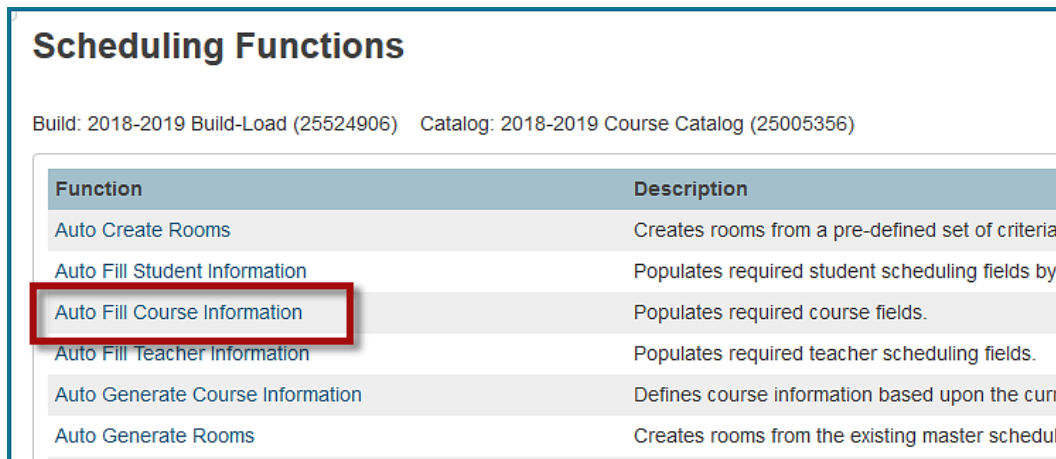 Scheduling Functions
Build: 2018-2019 Build-Load (25524906) Catalog: 2018-2019 Course Catalog (25005356)
Function Description
Auto Create Rooms Creates rooms from a pre-defined set of criteria
Auto Fill Student Information Populates required student scheduling fields by
Auto Fill Course Information Populates required course fields.
Auto Fill Teacher Information Populates required teacher scheduling fields.
Auto Generate Course Information Defines course information based upon the
Auto Generate Rooms Creates rooms from the existing master